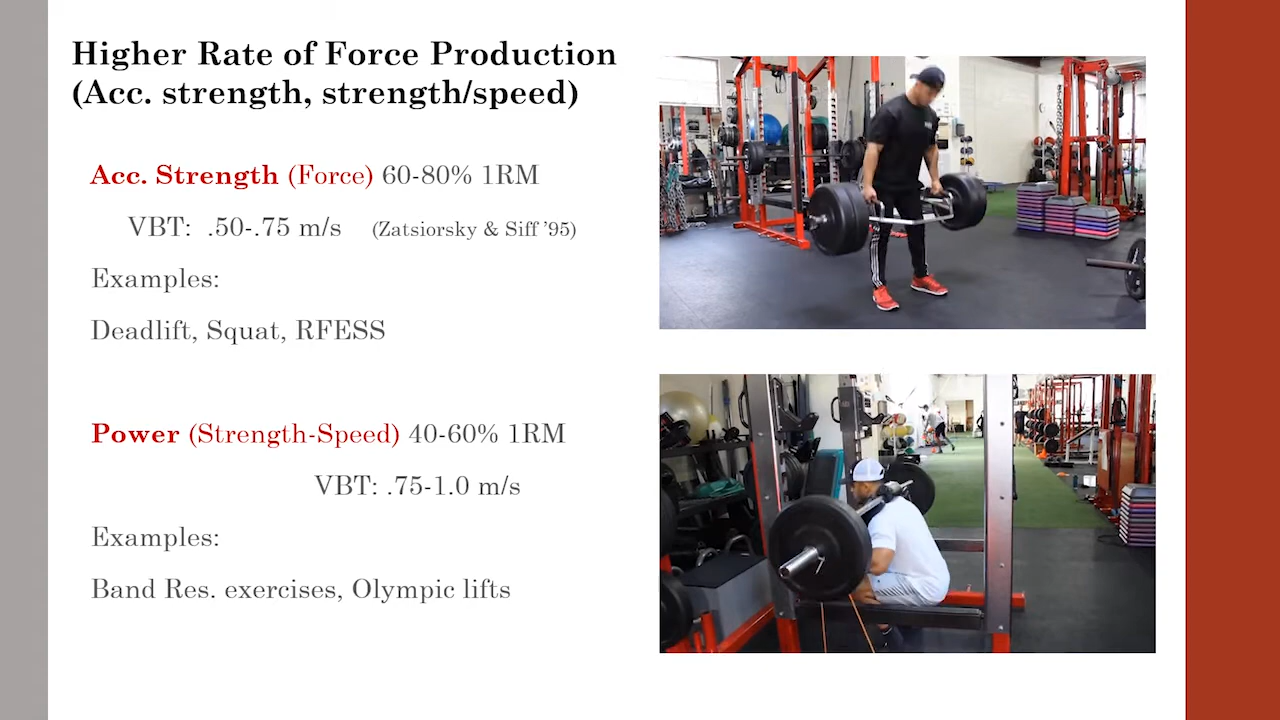 Higher Rate of Force Production
(Acc. strength, strength/speed)
Acc. Strength (Force) 60-80% 1RM
VBT: .50-.75 m/s (Zatsiorsky & Siff ’95)
Examples:
Deadlift, Squat, RFESS
Power (Strength-Speed) 40-60% 1RM
VBT: .75-1.0 m/s
Examples:
Band Res. exercises, Olympic lifts